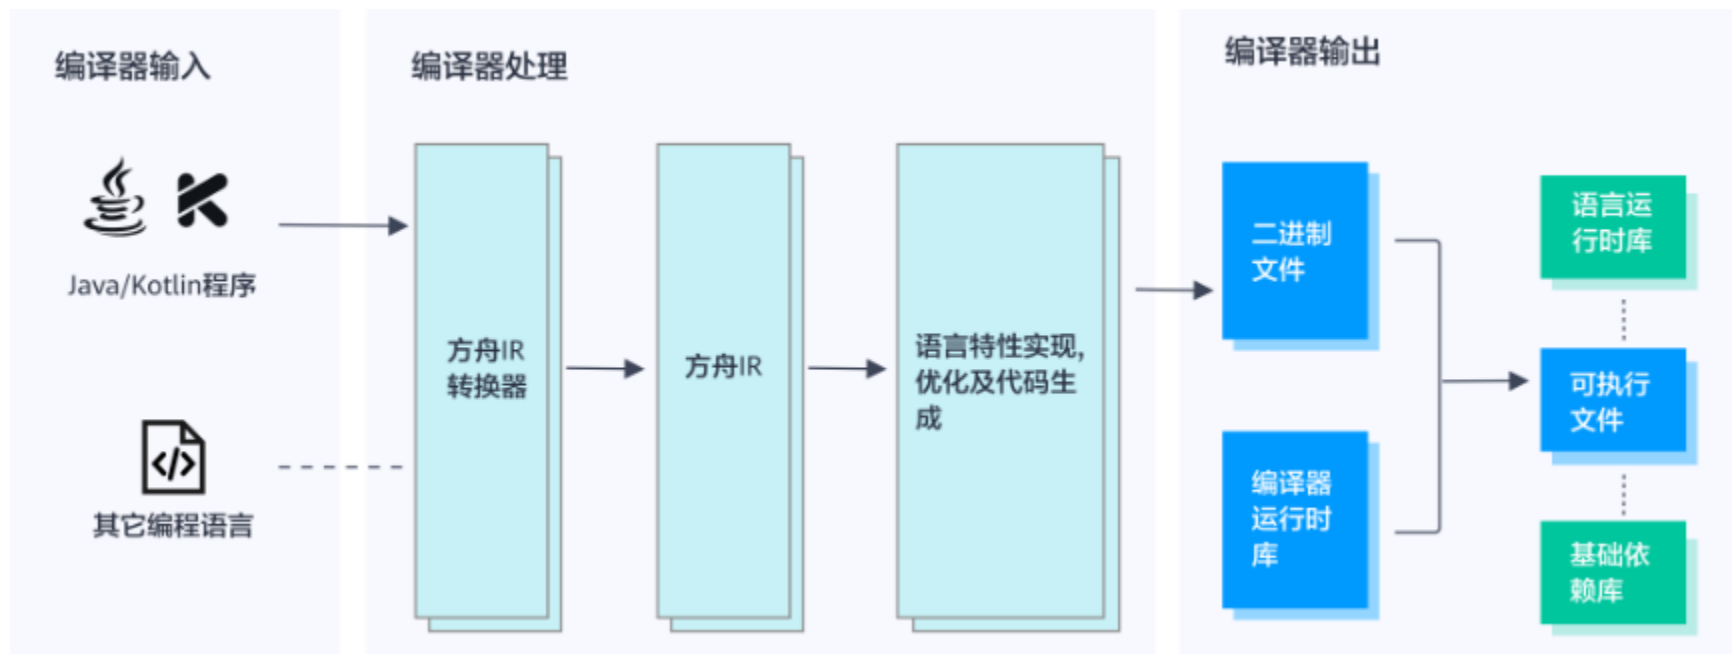 编译器输入
Java/Kotlin程序
其它编程语言
编译器处理
方舟IR
转换器
方舟IR
语言特性实现,
优化及代码生
成
编译器输出
二进制
文件
编译器
运行时
库
语言运
行时库
可执行
文件
基础依
赖库